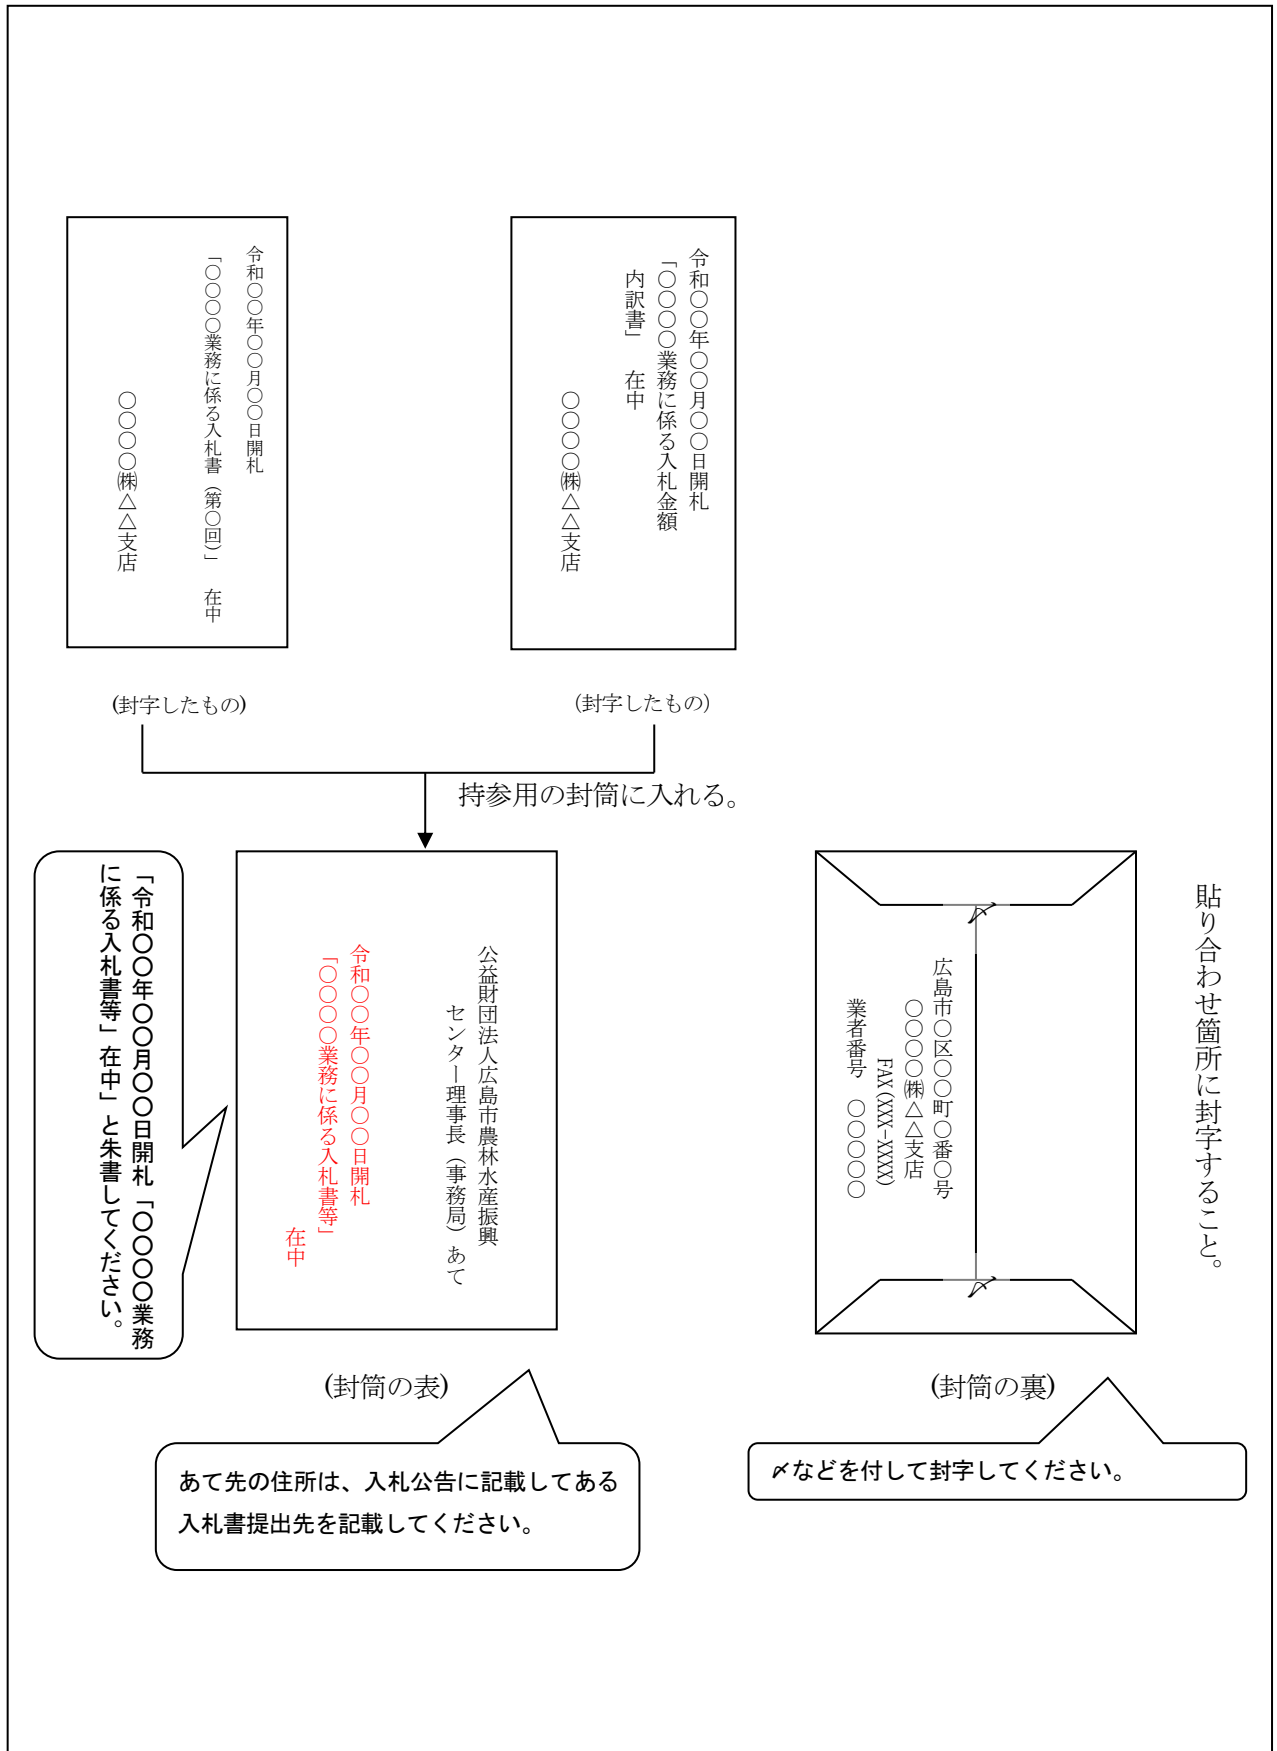 令和〇〇年〇〇月〇〇日開札
「〇〇〇〇業務に係る入札金額
内訳書」　在中
〇〇〇〇㈱△△支店
令和〇〇年〇〇月〇〇日開札
「〇〇〇〇業務に係る入札書（第〇回）」　在中
〇〇〇〇㈱△△支店
(封字したもの)
（封字したもの）
持参用の封筒に入れる。
貼り合わせ箇所に封字すること。
〆
広島市〇区〇〇町〇番〇号
〇〇〇〇㈱△△支店
FAX(XXX-XXXX)
業者番号　〇〇〇〇〇
〆
公益財団法人広島市農林水産振興
センター理事長（事務局）あて
令和〇〇年〇〇月〇〇日開札
「〇〇〇〇業務に係る入札書等」
在中
「令和〇〇年〇〇月〇〇日開札「〇〇〇〇業務
に係る入札書等」在中」と朱書してください。
(封筒の表)
(封筒の裏)
あて先の住所は、入札公告に記載してある
入札書提出先を記載してください。
〆などを付して封字してください。